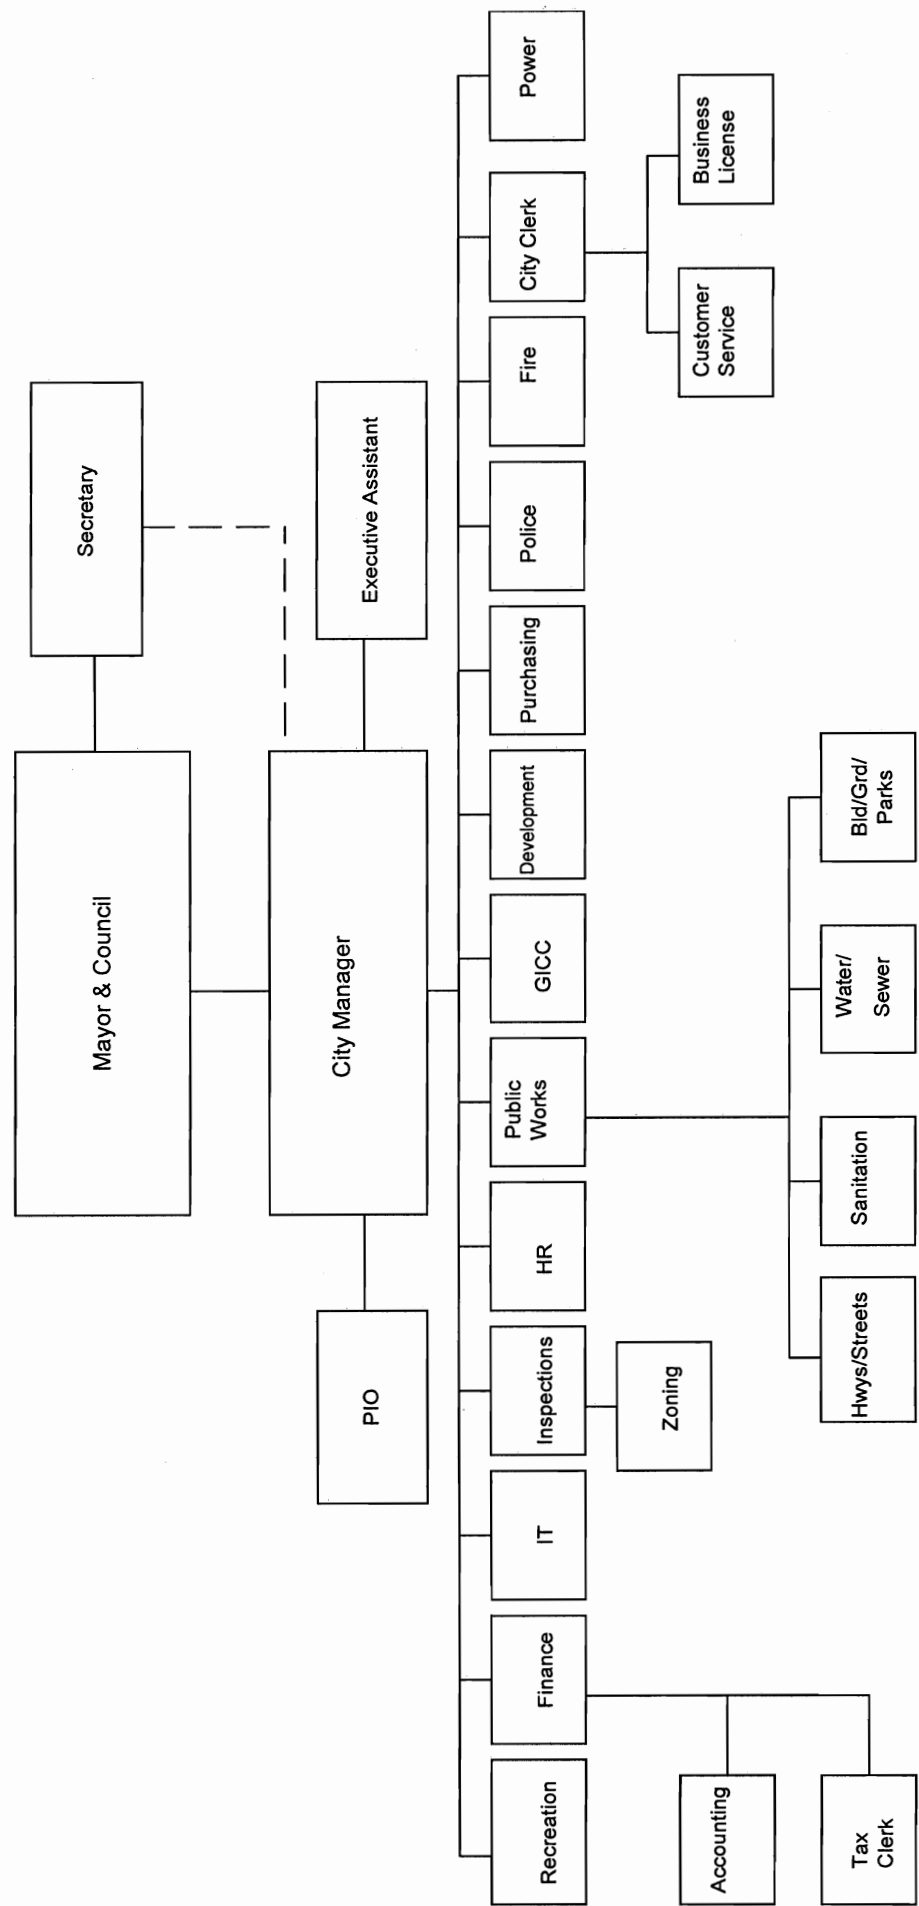 Mayor & Council
Secretary
PIO
City Manager
Executive Assistant
Recreation
Finance
IT
Inspections
HR
Public
Works
GICC
Development
Purchasing
Police
Fire
City Clerk
Power
Zoning
Accounting
Customer
Service
Business
License
Tax
Clerk
Hwys/Streets
Sanitation
Water/
Sewer
Bld/Grd/
Parks